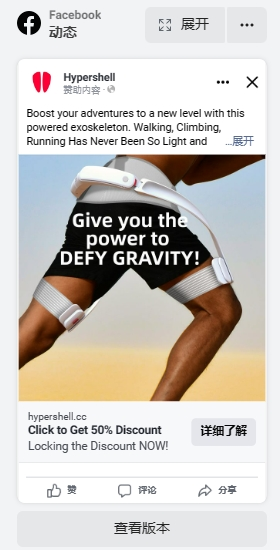 Facebook
动态
展开
Hypershell
赞助内容 ·
Boost your adventures to a new level with this
powered exoskeleton. Walking, Climbing,
Running Has Never Been So Light and ...展开
Give you the
power to
DEFY GRAVITY!
hypershell.cc
Click to Get 50% Discount
Locking the Discount NOW!
详细了解
赞 评论 分享
查看版本